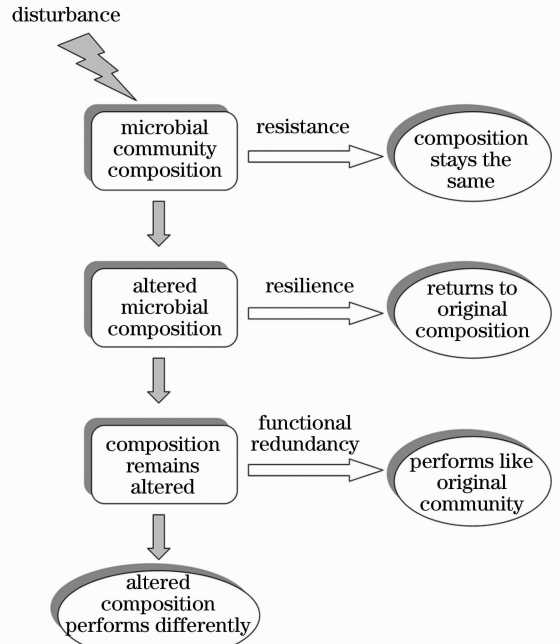 disturbance
microbial
community
composition
resistance
composition
stays the
same
altered
microbial
composition
resilience
returns to
original
composition
composition
remains
altered
functional
redundancy
performs like
original
community
altered
composition
performs differently